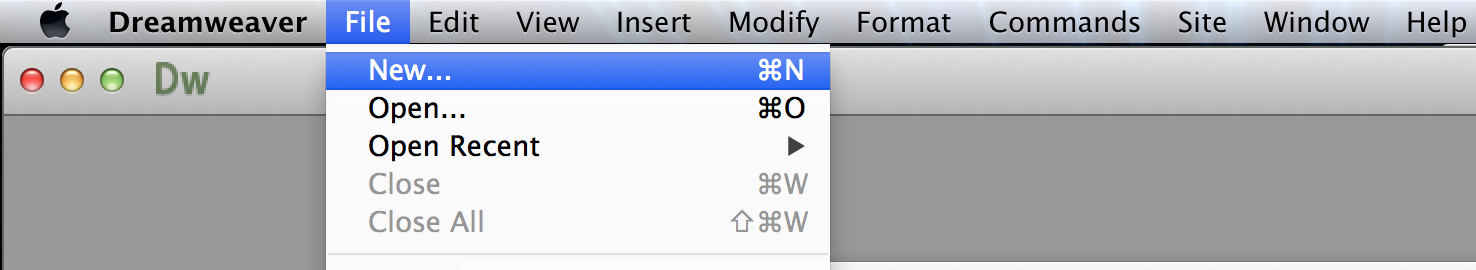 Dreamweaver File Edit View Insert Modify Format Commands Site Window Help
Dw
New... ⌘N
Open... ⌘O
Open Recent ▶
Close ⌘W
Close All ⇧⌘W